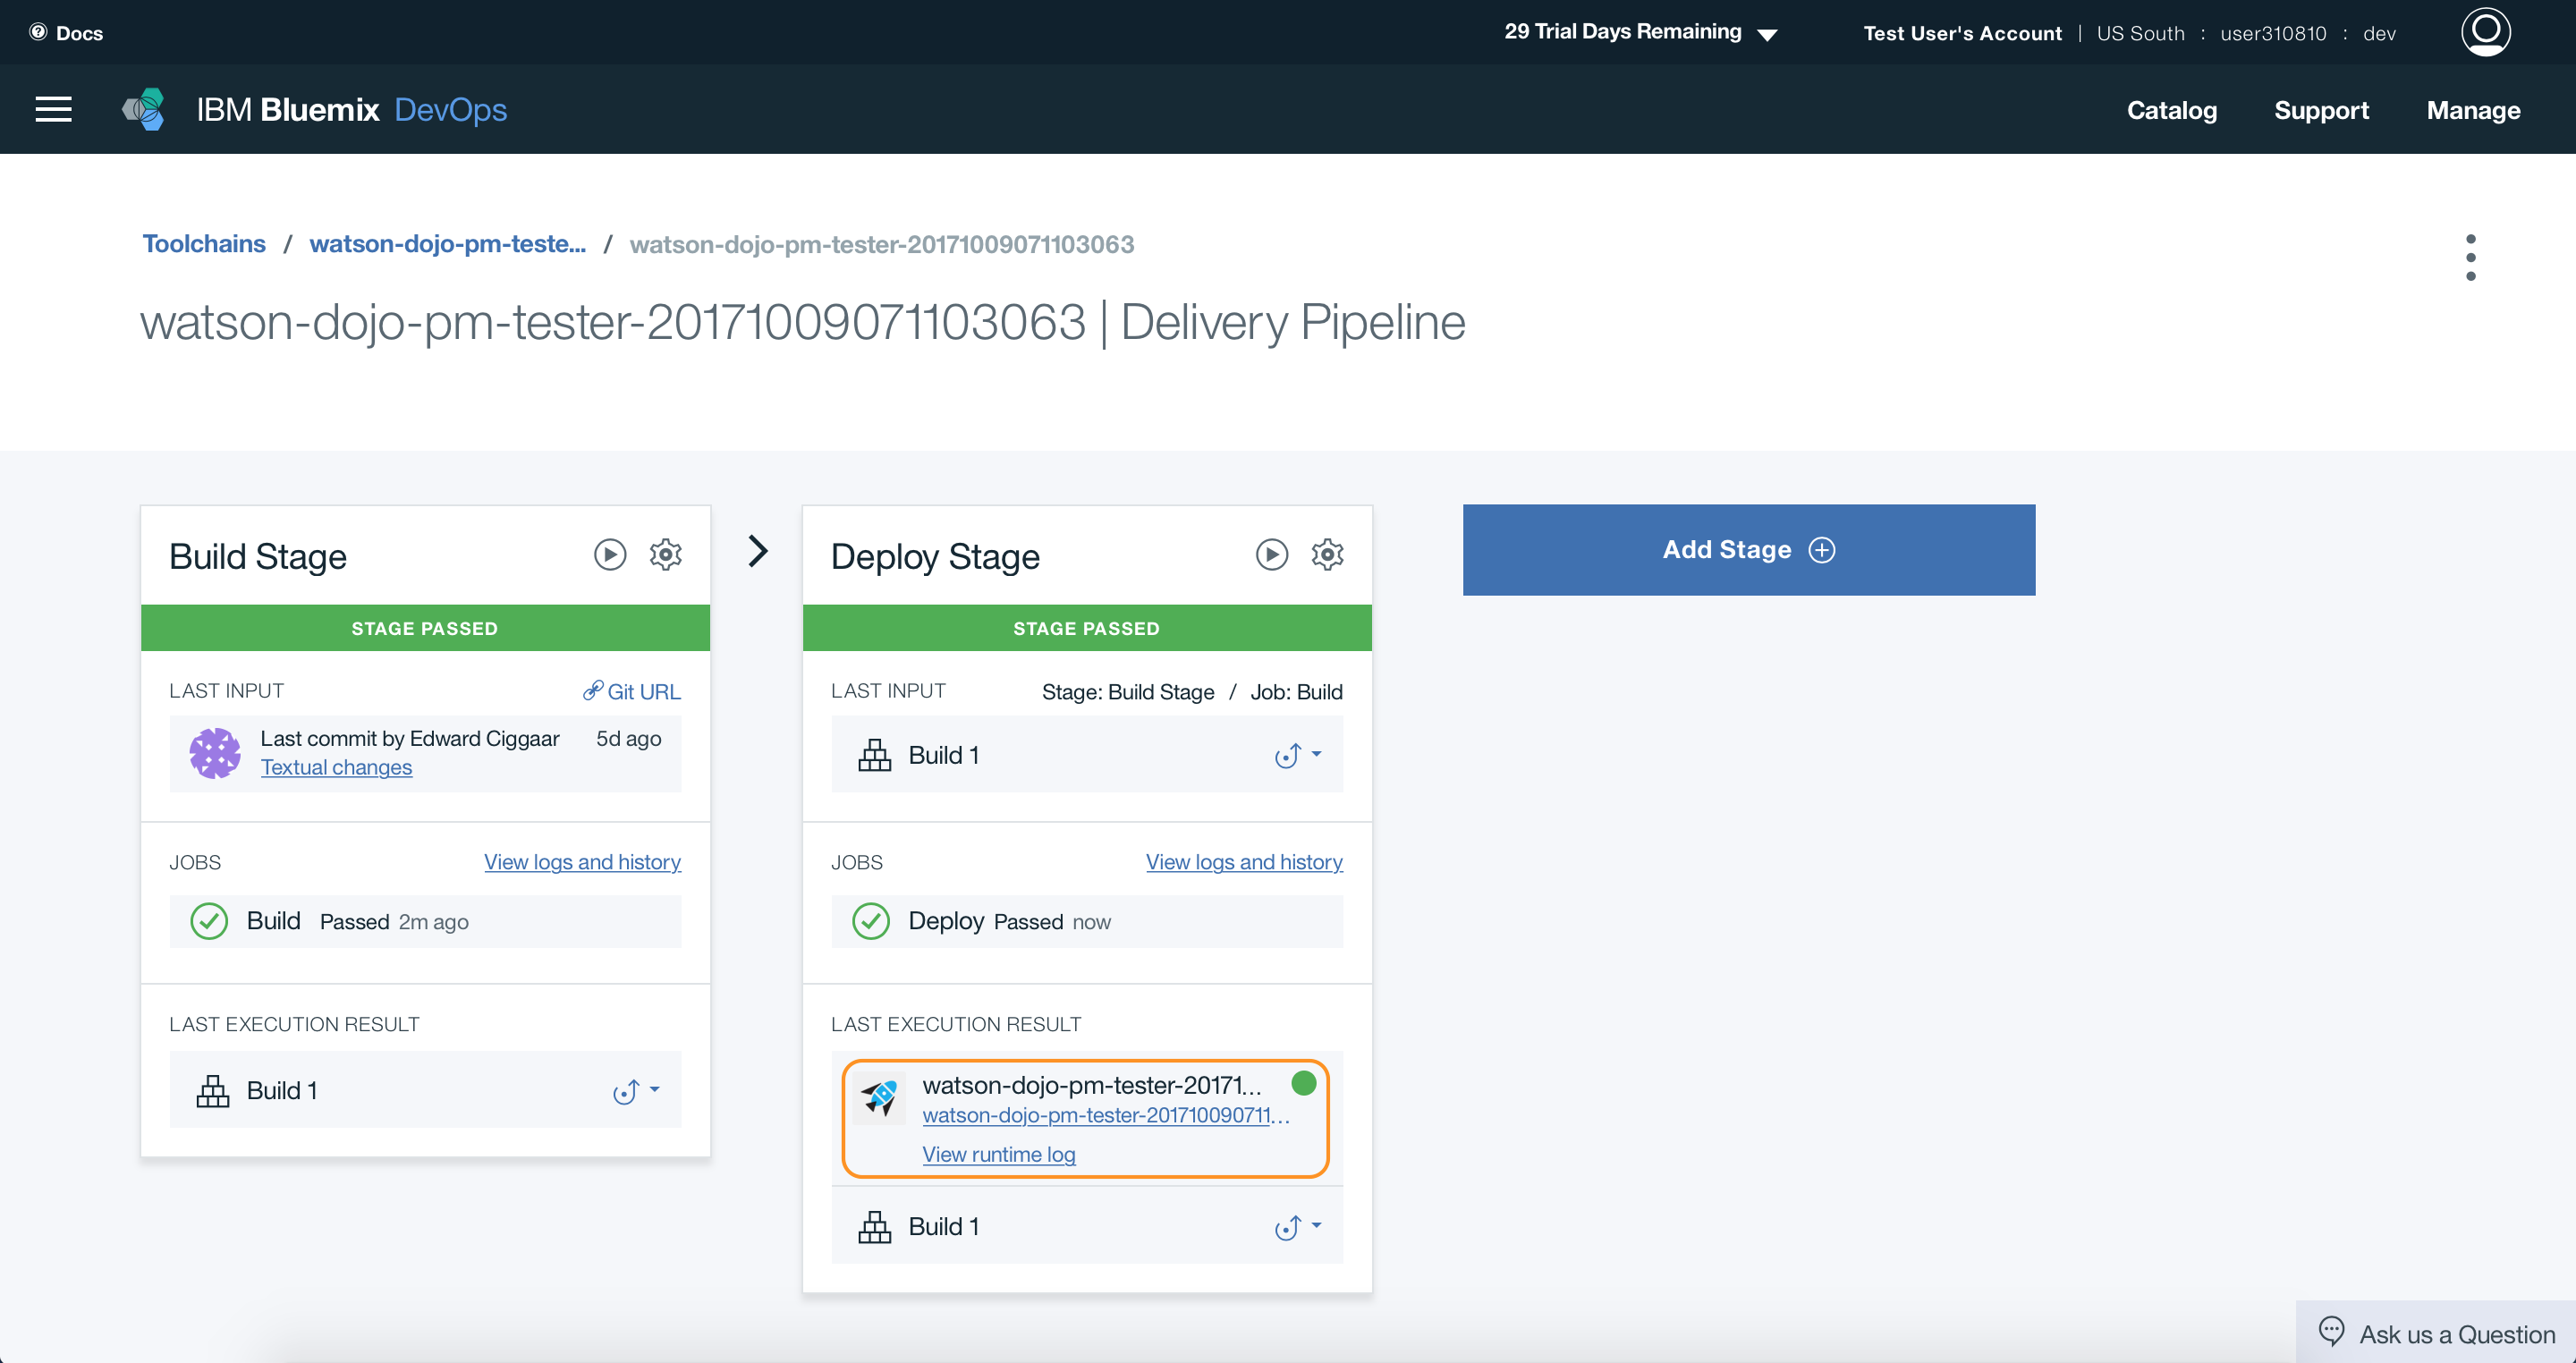 Docs
29 Trial Days Remaining
Test User's Account | US South : user310810 : dev
IBM Bluemix DevOps
Catalog Support Manage
Toolchains / watson-dojo-pm-teste... / watson-dojo-pm-tester-20171009071103063
watson-dojo-pm-tester-20171009071103063 | Delivery Pipeline
Build Stage
STAGE PASSED
LAST INPUT Git URL
Last commit by Edward Ciggaar 5d ago
Textual changes
JOBS View logs and history
Build Passed 2m ago
LAST EXECUTION RESULT
Build 1
Deploy Stage
STAGE PASSED
LAST INPUT Stage: Build Stage / Job: Build
Build 1
JOBS View logs and history
Deploy Passed now
LAST EXECUTION RESULT
watson-dojo-pm-tester-20171...
watson-dojo-pm-tester-201710090711...
View runtime log
Build 1
Add Stage
Ask us a Question